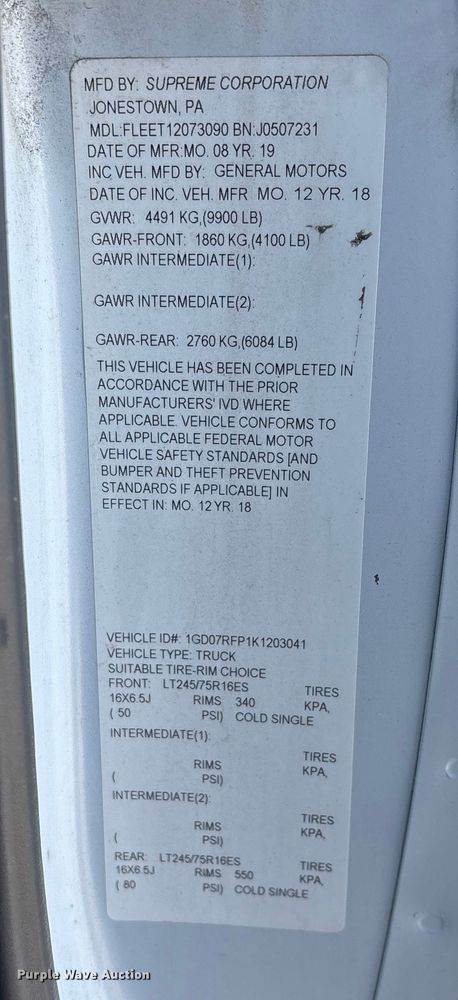 MFD BY: SUPREME CORPORATION
JONESTOWN, PA
MDL:FLEET12073090 BN:J0507231
DATE OF MFR:MO. 08 YR. 19
INC VEH. MFD BY: GENERAL MOTORS
DATE OF INC. VEH. MFR MO. 12 YR. 18
GVWR: 4491 KG,(9900 LB)
GAWR-FRONT: 1860 KG,(4100 LB)
GAWR INTERMEDIATE(1):
GAWR INTERMEDIATE(2):
GAWR-REAR: 2760 KG,(6084 LB)
THIS VEHICLE HAS BEEN COMPLETED IN
ACCORDANCE WITH THE PRIOR
MANUFACTURERS' IVD WHERE
APPLICABLE. VEHICLE CONFORMS TO
ALL APPLICABLE FEDERAL MOTOR
VEHICLE SAFETY STANDARDS [AND
BUMPER AND THEFT PREVENTION
STANDARDS IF APPLICABLE] IN
EFFECT IN: MO. 12 YR. 18
VEHICLE ID#: 1GD07RFP1K1203041
VEHICLE TYPE: TRUCK
SUITABLE TIRE-RIM CHOICE
FRONT: LT245/75R16ES TIRES
16X6.5J RIMS 340 KPA,
( 50 PSI) COLD SINGLE
INTERMEDIATE(1):
TIRES
RIMS KPA,
( PSI)
INTERMEDIATE(2):
TIRES
RIMS KPA,
( PSI)
REAR: LT245/75R16ES TIRES
16X6.5J RIMS 550 KPA,
( 80 PSI) COLD SINGLE
Purple Wave Auction